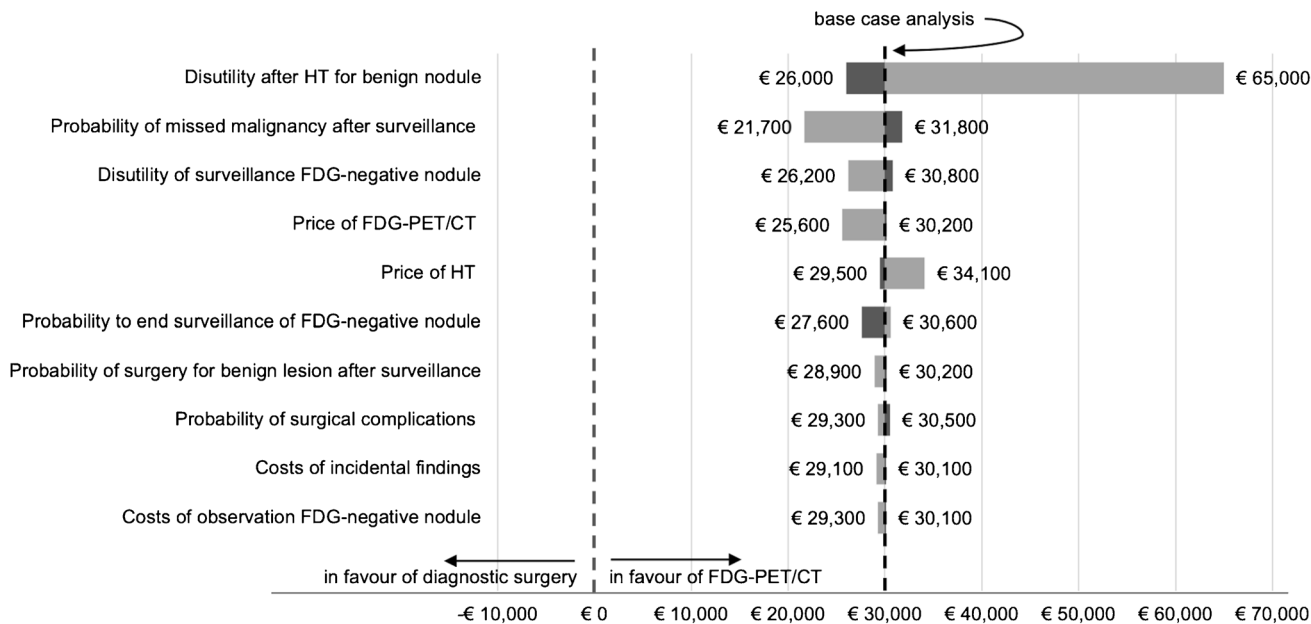 base case analysis
Disutility after HT for benign nodule € 26,000 € 65,000
Probability of missed malignancy after surveillance € 21,700 € 31,800
Disutility of surveillance FDG-negative nodule € 26,200 € 30,800
Price of FDG-PET/CT € 25,600 € 30,200
Price of HT € 29,500 € 34,100
Probability to end surveillance of FDG-negative nodule € 27,600 € 30,600
Probability of surgery for benign lesion after surveillance € 28,900 € 30,200
Probability of surgical complications € 29,300 € 30,500
Costs of incidental findings € 29,100 € 30,100
Costs of observation FDG-negative nodule € 29,300 € 30,100
in favour of diagnostic surgery in favour of FDG-PET/CT
-€ 10,000 € 0 € 10,000 € 20,000 € 30,000 € 40,000 € 50,000 € 60,000 € 70,000